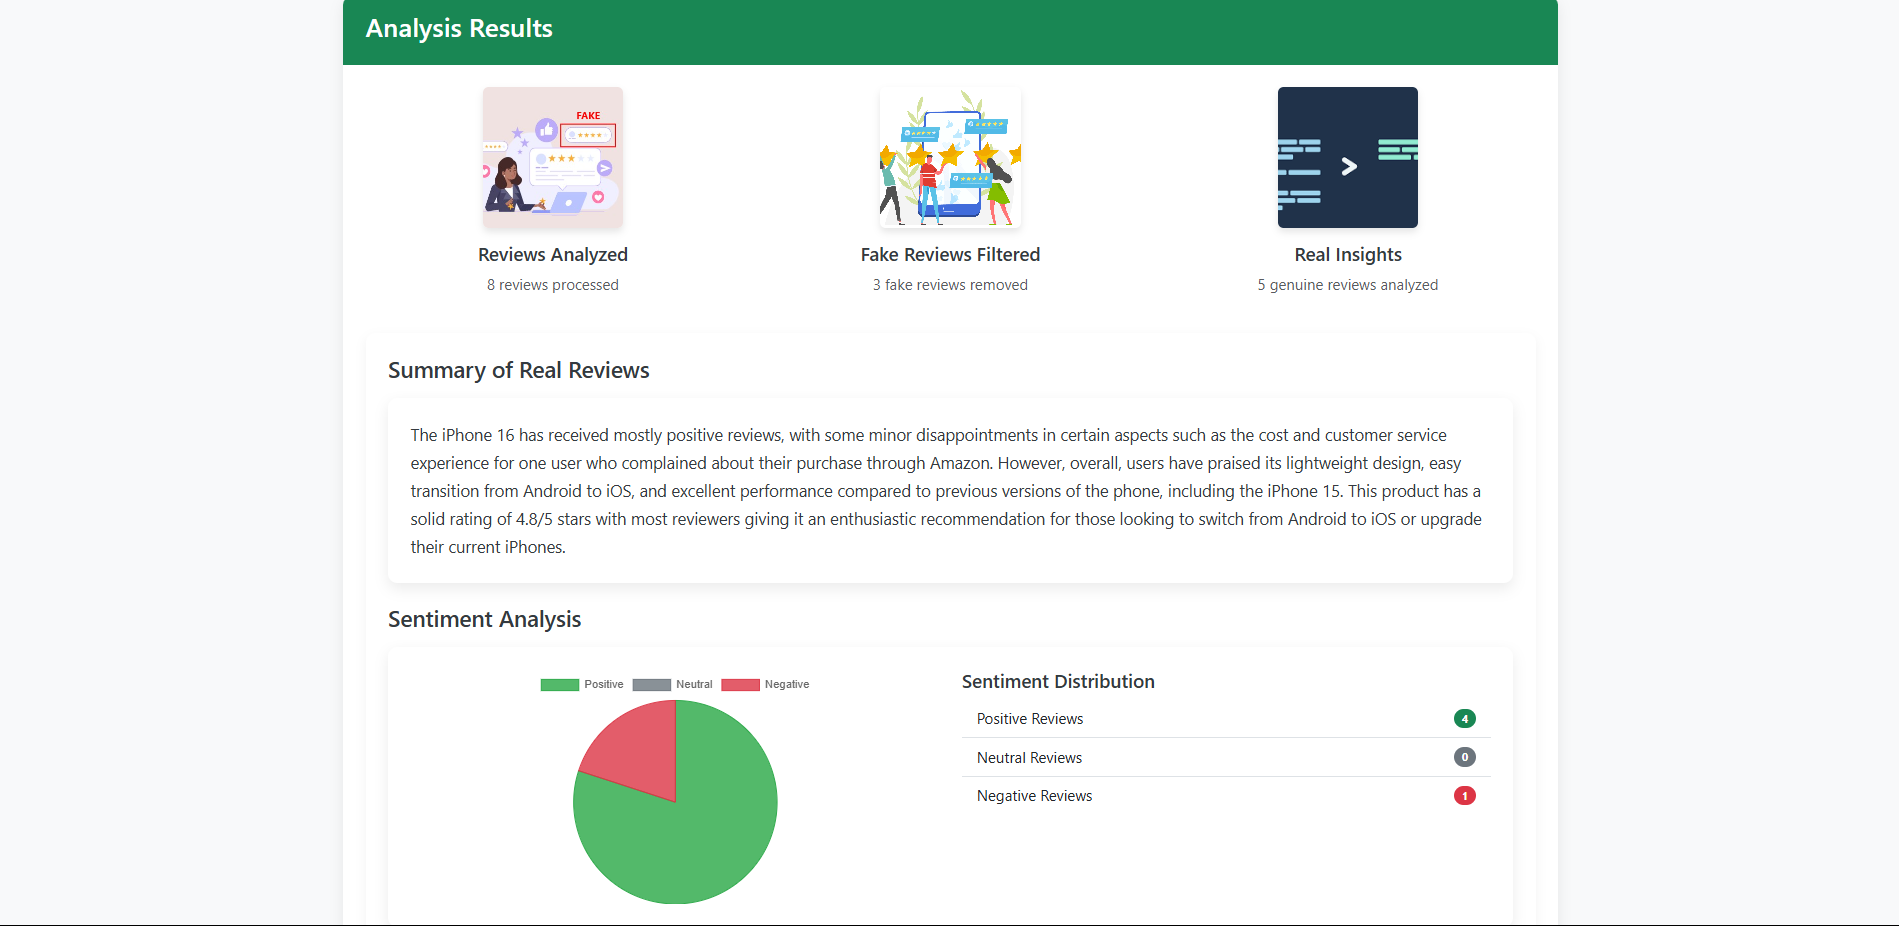 Analysis Results
FAKE
Reviews Analyzed
8 reviews processed
Fake Reviews Filtered
3 fake reviews removed
Real Insights
5 genuine reviews analyzed
Summary of Real Reviews
The iPhone 16 has received mostly positive reviews, with some minor disappointments in certain aspects such as the cost and customer service
experience for one user who complained about their purchase through Amazon. However, overall, users have praised its lightweight design, easy
transition from Android to iOS, and excellent performance compared to previous versions of the phone, including the iPhone 15. This product has a
solid rating of 4.8/5 stars with most reviewers giving it an enthusiastic recommendation for those looking to switch from Android to iOS or upgrade
their current iPhones.
Sentiment Analysis
Positive Neutral Negative
Sentiment Distribution
Positive Reviews 4
Neutral Reviews 0
Negative Reviews 1